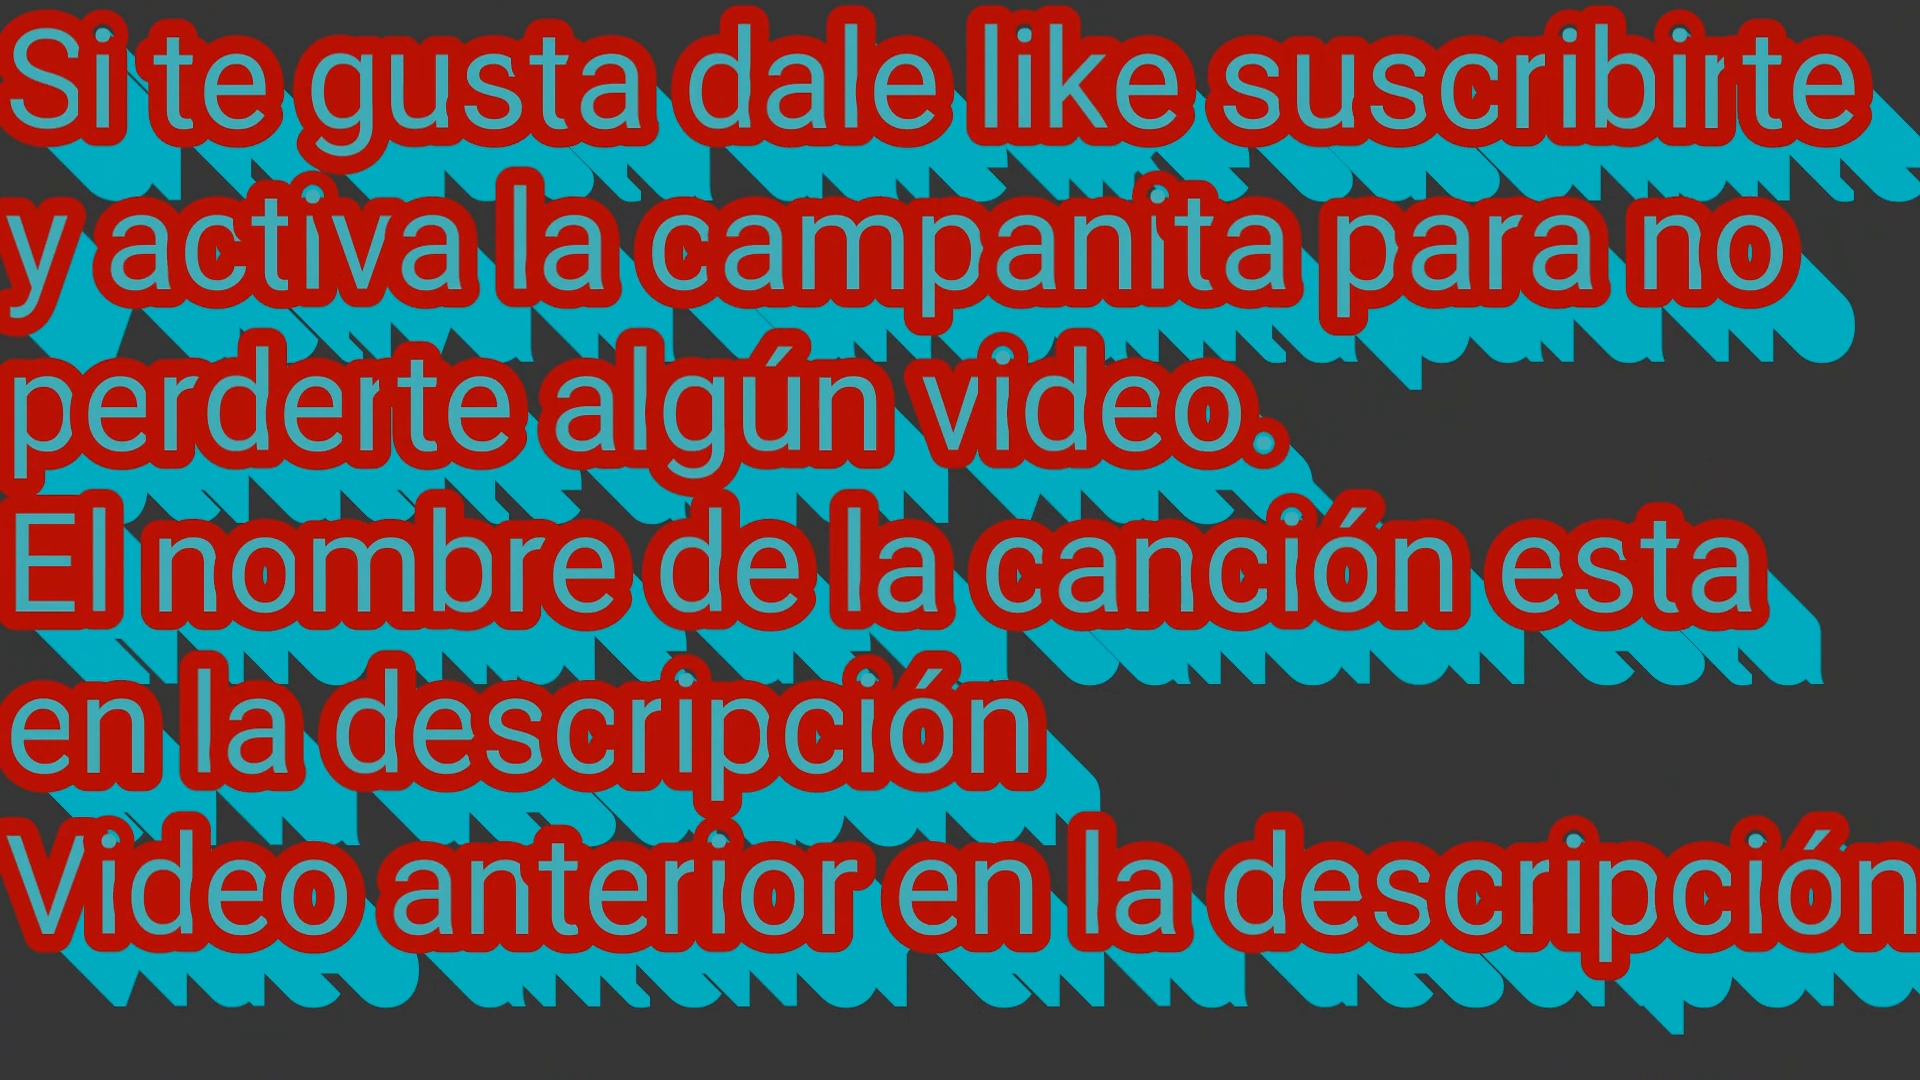 Si te gusta dale like suscribirte
y activa la campanita para no
perderte algún video.
El nombre de la canción esta
en la descripción
Video anterior en la descripción